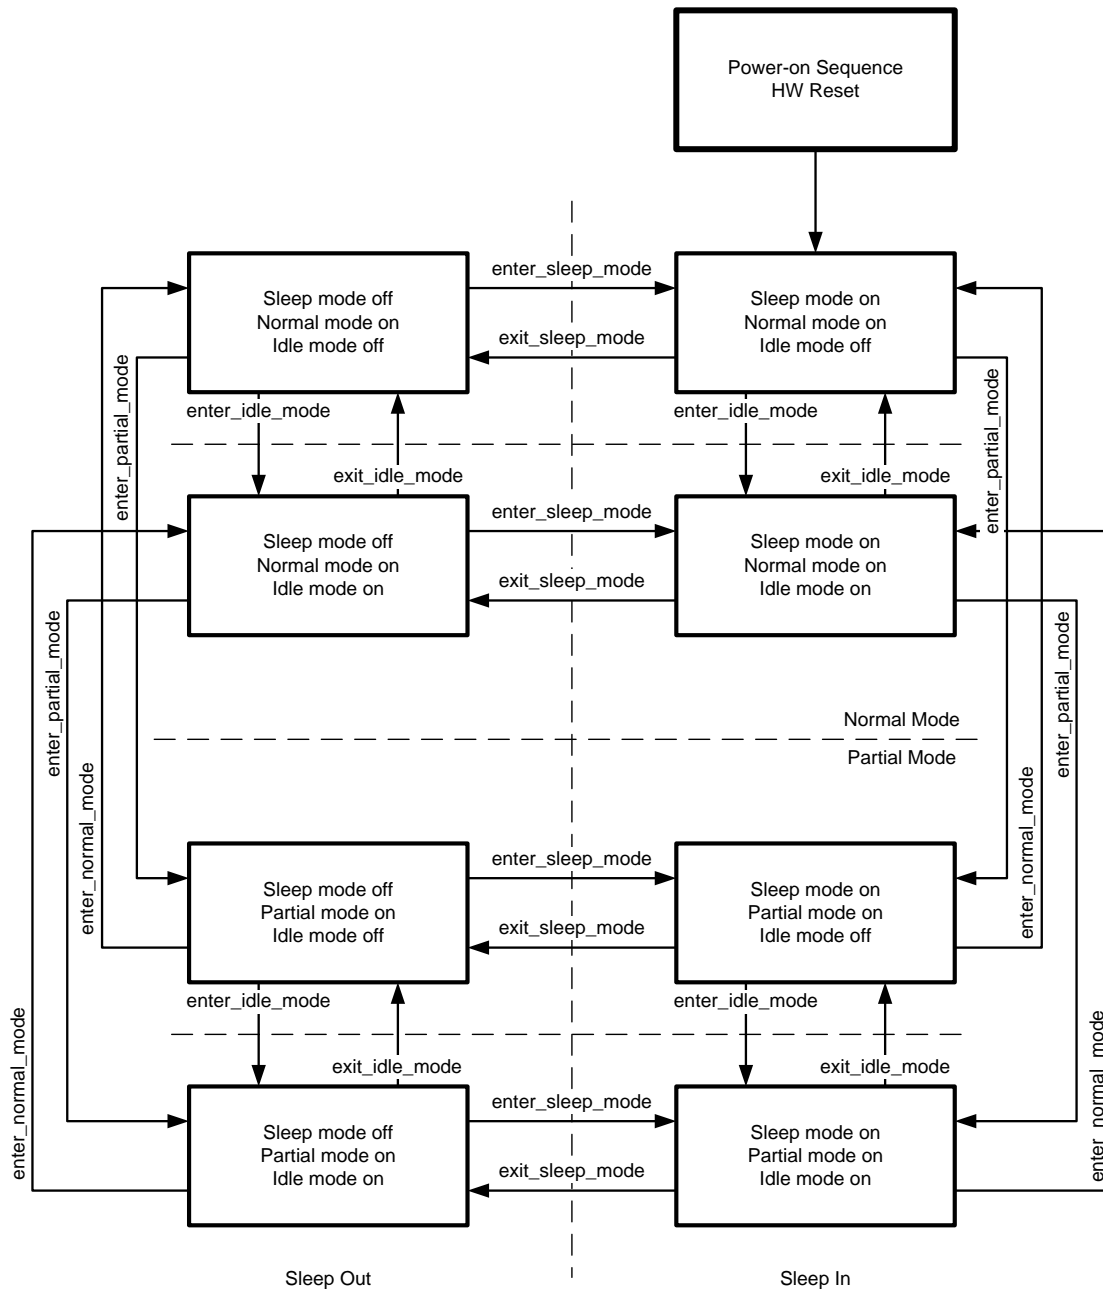 Power-on Sequence
HW Reset
enter_sleep_mode
Sleep mode off
Normal mode on
Idle mode off
Sleep mode on
Normal mode on
Idle mode off
exit_sleep_mode
enter_partial_mode
enter_idle_mode
exit_idle_mode
enter_idle_mode
exit_idle_mode
enter_partial_mode
enter_sleep_mode
Sleep mode off
Normal mode on
Idle mode on
Sleep mode on
Normal mode on
Idle mode on
exit_sleep_mode
enter_partial_mode
enter_partial_mode
Normal Mode
Partial Mode
enter_normal_mode
enter_normal_mode
enter_sleep_mode
Sleep mode off
Partial mode on
Idle mode off
Sleep mode on
Partial mode on
Idle mode off
exit_sleep_mode
enter_idle_mode
exit_idle_mode
enter_idle_mode
exit_idle_mode
enter_normal_mode
enter_normal_mode
enter_sleep_mode
Sleep mode off
Partial mode on
Idle mode on
Sleep mode on
Partial mode on
Idle mode on
exit_sleep_mode
Sleep Out
Sleep In